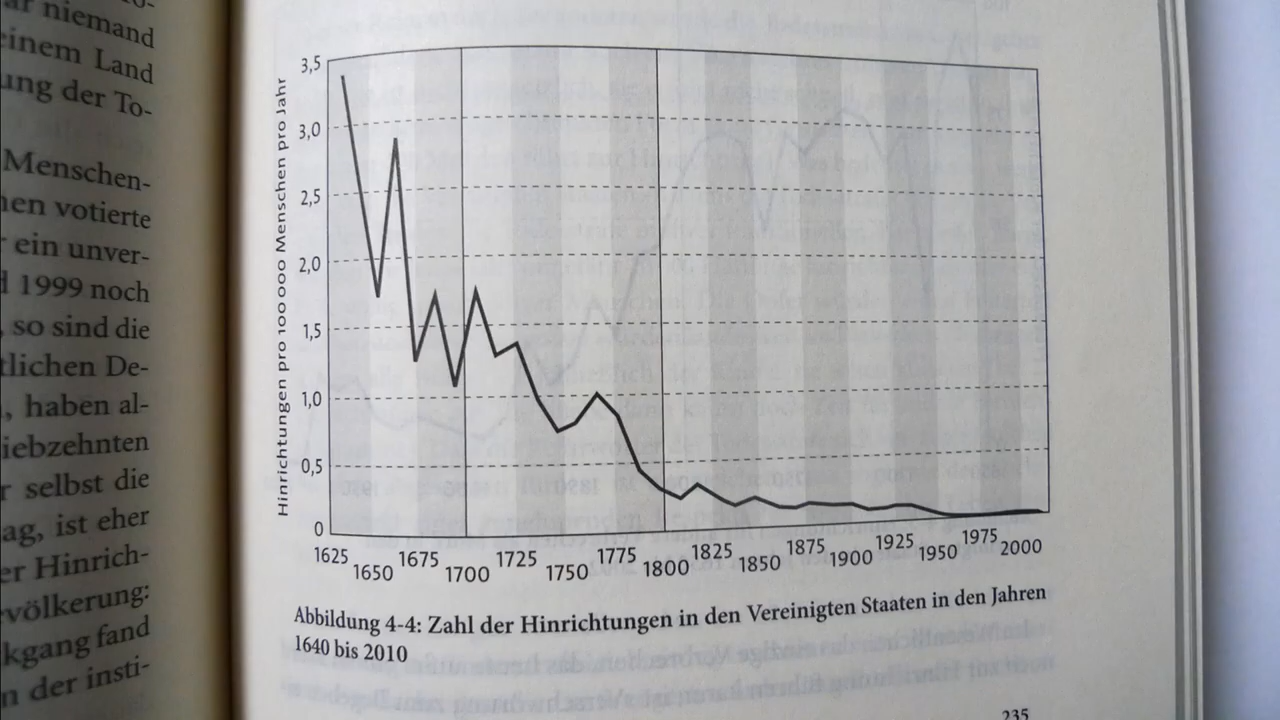 ar niemand
einem Land
ung der To-
Menschen-
nen votierte
r ein unver-
d 1999 noch
, so sind die
tlichen De-
., haben al-
iebzehnten
r selbst die
ag, ist eher
er Hinrich-
evölkerung:
kgang fand
n der insti-
Hinrichtungen pro 100 000 Menschen pro Jahr
3,5
3,0
2,5
2,0
1,5
1,0
0,5
0
1625 1650 1675 1700 1725 1750 1775 1800 1825 1850 1875 1900 1925 1950 1975 2000
Abbildung 4-4: Zahl der Hinrichtungen in den Vereinigten Staaten in den Jahren
1640 bis 2010
235